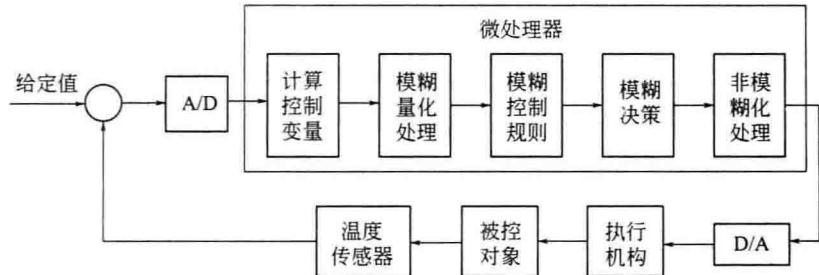 微处理器
给定值
A/D
计算
控制
变量
模糊
量化
处理
模糊
控制
规则
模糊
决策
非模
糊化
处理
温度
传感器
被控
对象
执行
机构
D/A